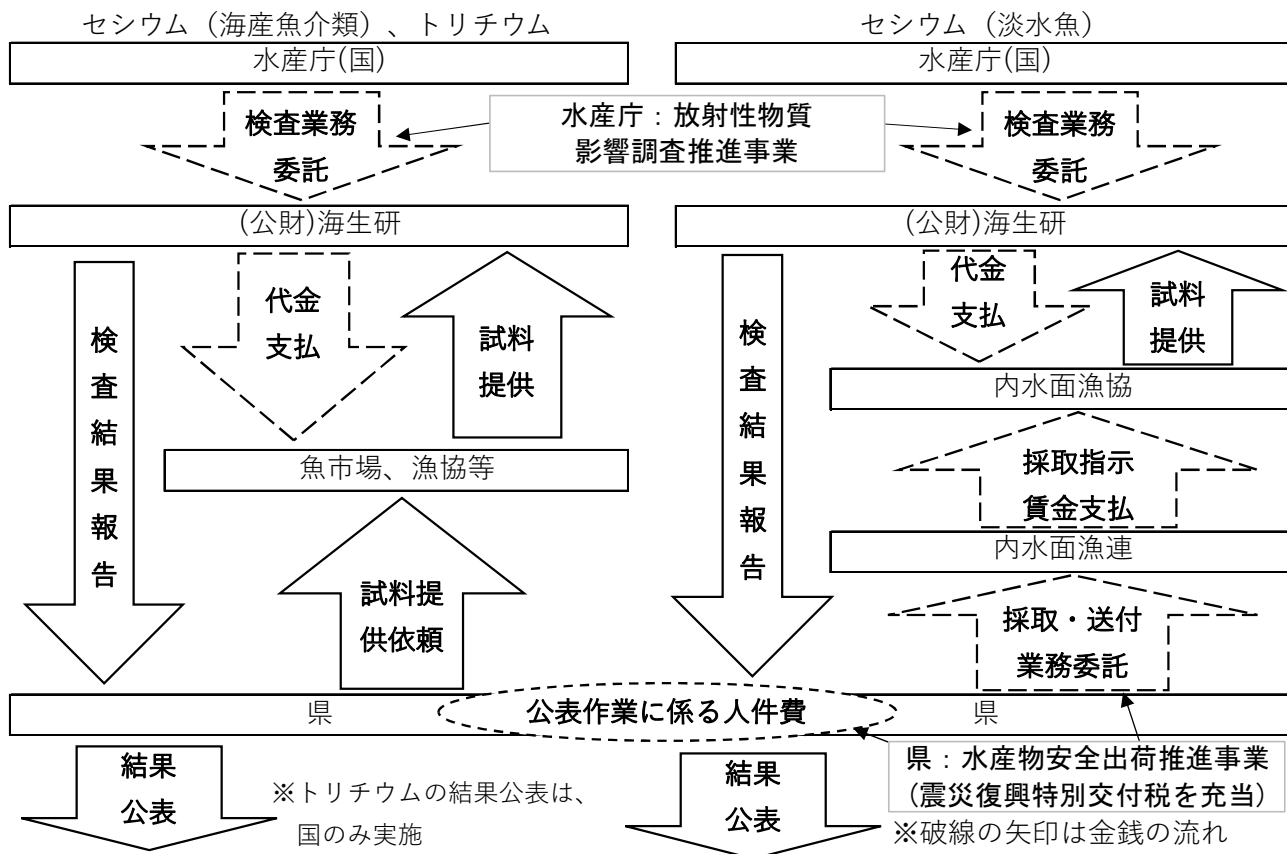 セシウム（海産魚介類）、トリチウム
水産庁(国)
検査業務
委託
(公財)海生研
代金
支払
試料
提供
検査結果報告
魚市場、漁協等
試料提
供依頼
県
結果
公表
※トリチウムの結果公表は、
国のみ実施
水産庁：放射性物質
影響調査推進事業
セシウム（淡水魚）
水産庁(国)
検査業務
委託
(公財)海生研
代金
支払
試料
提供
検査結果報告
内水面漁協
採取指示
賃金支払
内水面漁連
採取・送付
業務委託
公表作業に係る人件費
県
結果
公表
県：水産物安全出荷推進事業
(震災復興特別交付税を充当)
※破線の矢印は金銭の流れ